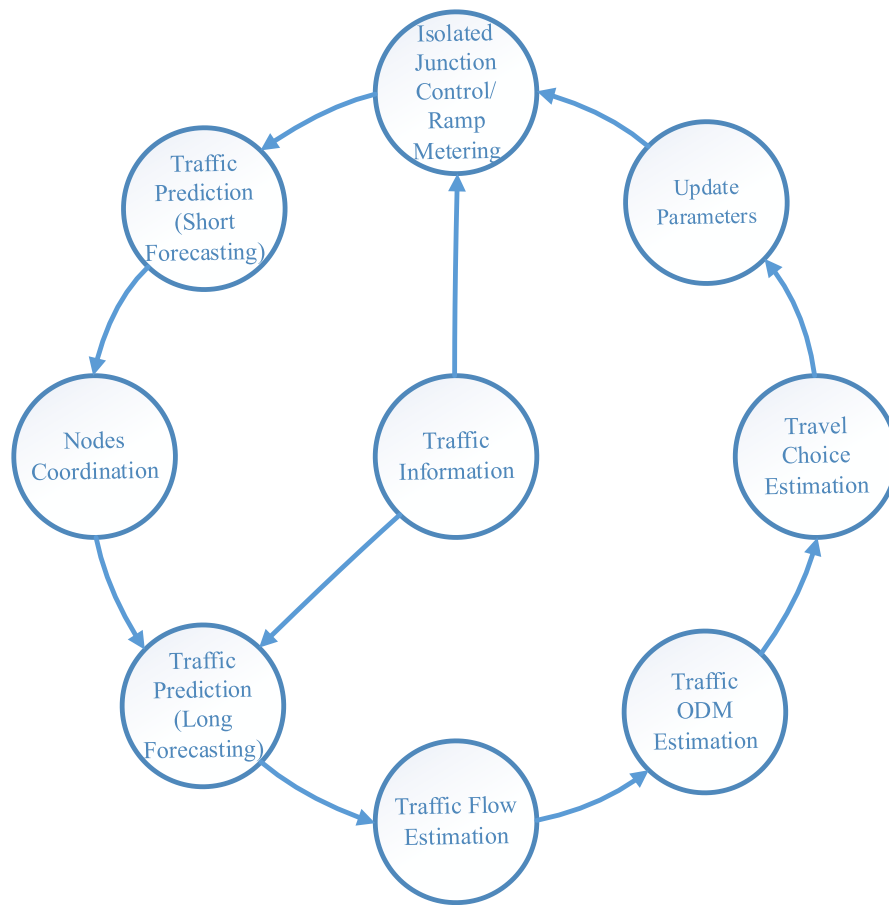 Isolated
Junction
Control/
Ramp
Metering
Traffic
Prediction
(Short
Forecasting)
Update
Parameters
Nodes
Coordination
Traffic
Information
Travel
Choice
Estimation
Traffic
Prediction
(Long
Forecasting)
Traffic
ODM
Estimation
Traffic Flow
Estimation